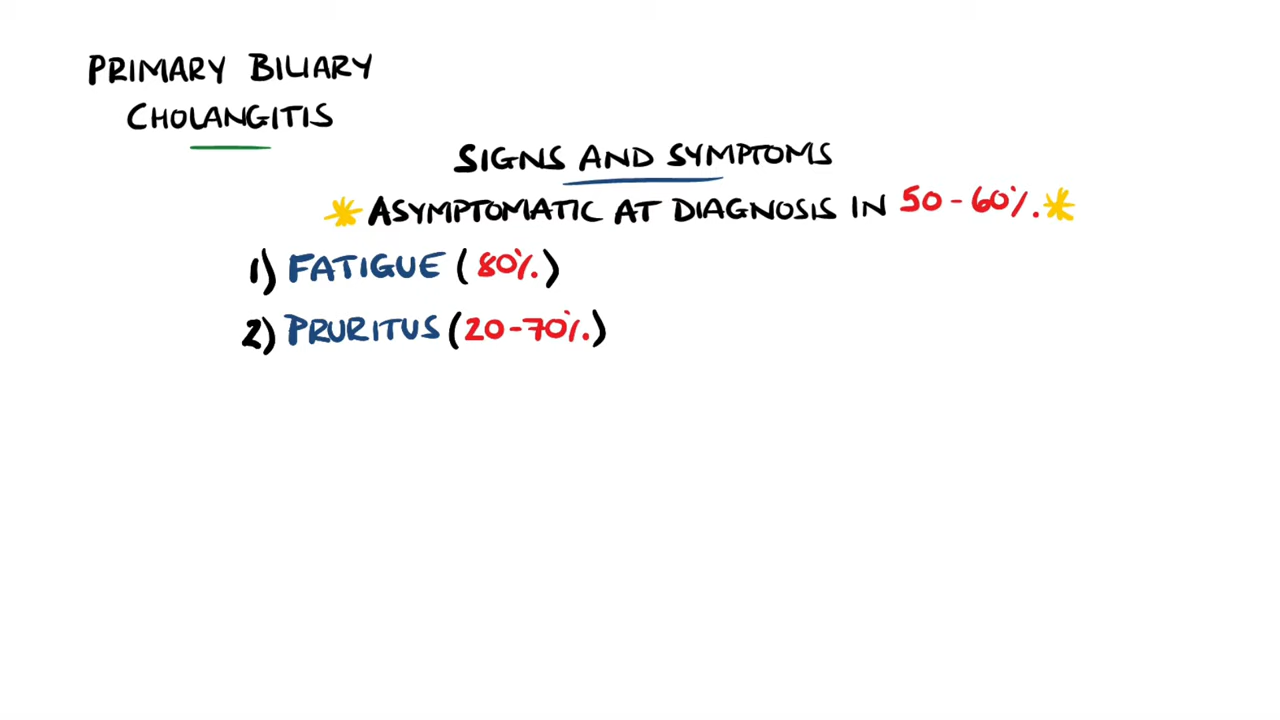 PRIMARY BILIARY
CHOLANGITIS
SIGNS AND SYMPTOMS
* ASYMPTOMATIC AT DIAGNOSIS IN 50-60%. *
1) FATIGUE (80%.)
2) PRURITUS (20-70%.)